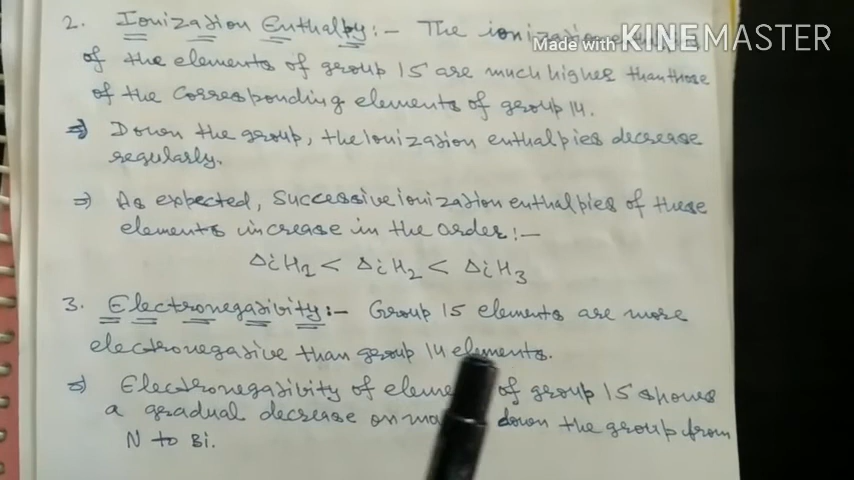 2. Ionization Enthalpy:- The ionization
Made with KINEMASTER
of the elements of group 15 are much higher than those
of the corresponding elements of group 14.
⇒ Down the group, the Ionization enthalpies decrease
regularly.
⇒ As expected, successive ionization enthalpies of these
elements increase in the order:-
ΔiH1 < ΔiH2 < ΔiH3
3. Electronegativity:- Group 15 elements are more
electronegative than group 14 elements.
⇒ Electronegativity of of group 15 shows
a gradual decrease on down the group from
N to Bi.